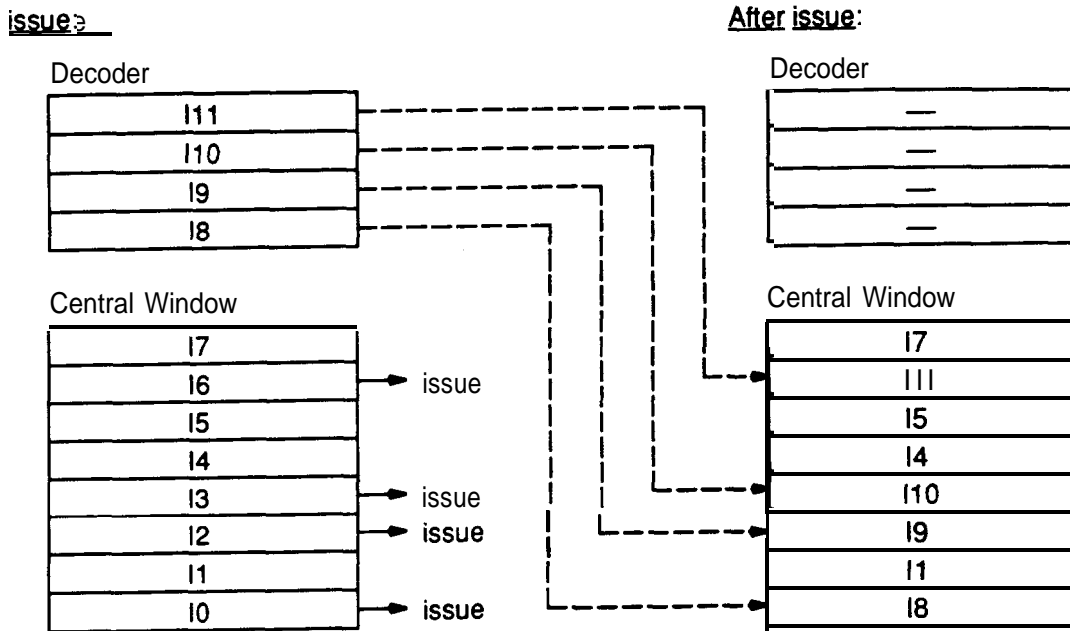 issue
After issue:
Decoder
I11
I10
I9
I8
Central Window
I7
I6
issue
I5
I4
I3
issue
I2
issue
I1
I0
issue
Decoder
—
—
—
—
Central Window
I7
III
I5
I4
I10
I9
I1
I8